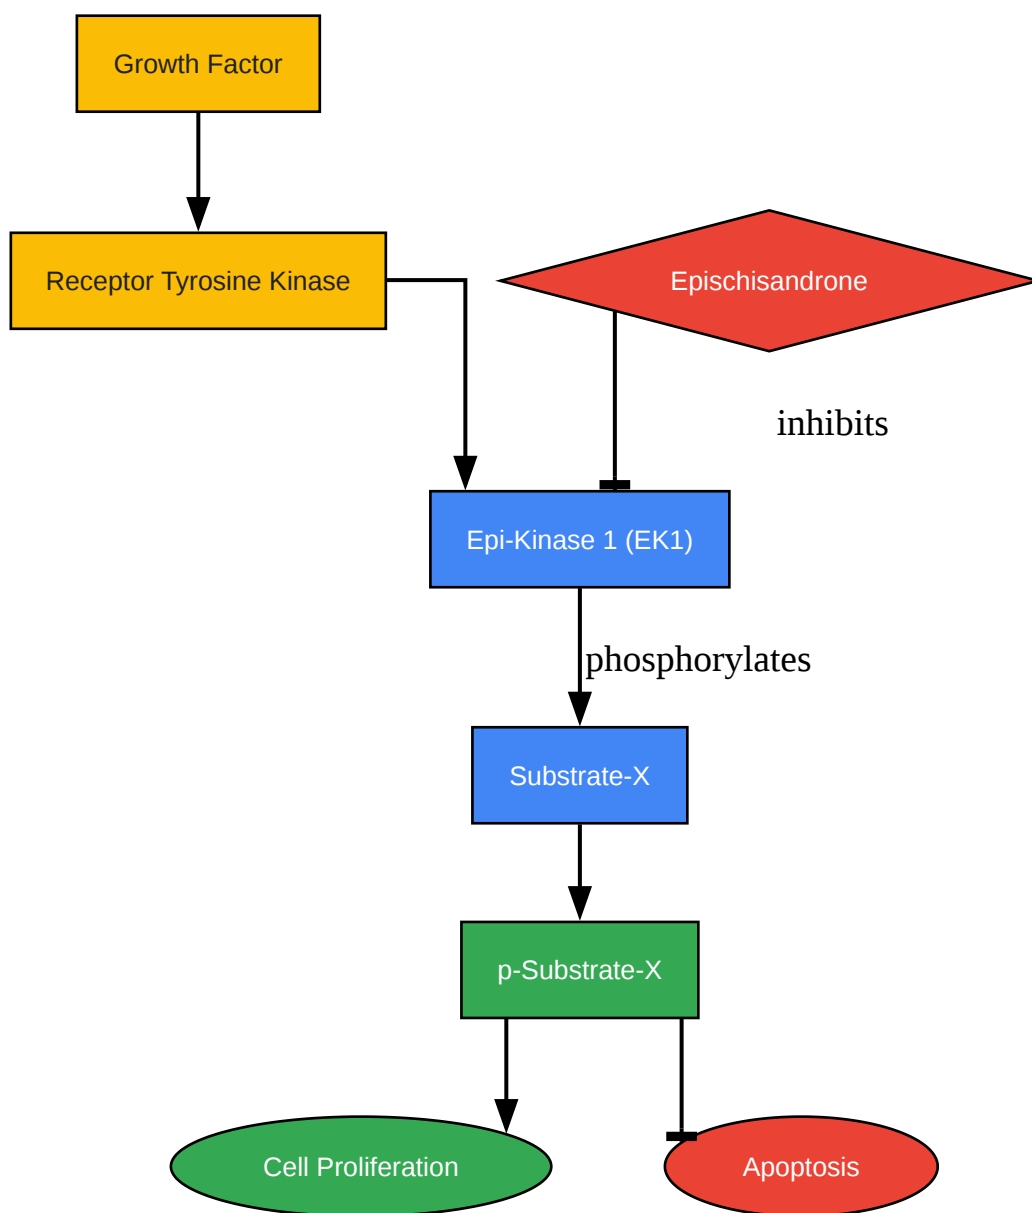 Growth Factor
Receptor Tyrosine Kinase
Epischisandrone
inhibits
Epi-Kinase 1 (EK1)
phosphorylates
Substrate-X
p-Substrate-X
Cell Proliferation
Apoptosis